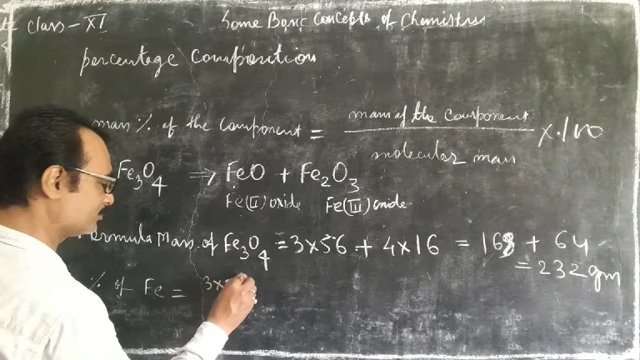 Class - XI Some Basic Concepts of Chemistry
percentage Composition
mass % of the component = mass of the component / molecular mass × 100
Fe3O4 ⇒ FeO + Fe2O3
Fe(II) oxide Fe(III) oxide
Formula Mass of Fe3O4 = 3×56 + 4×16 = 168 + 64
= 232 gm
% of Fe = 3×